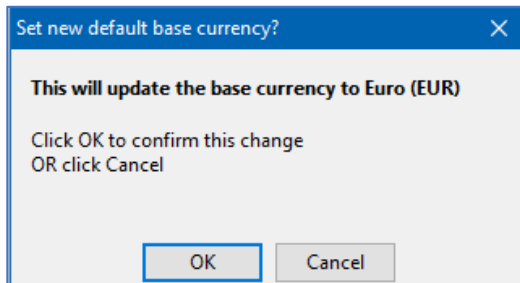 Set new default base currency?
This will update the base currency to Euro (EUR)
Click OK to confirm this change
OR click Cancel
OK Cancel